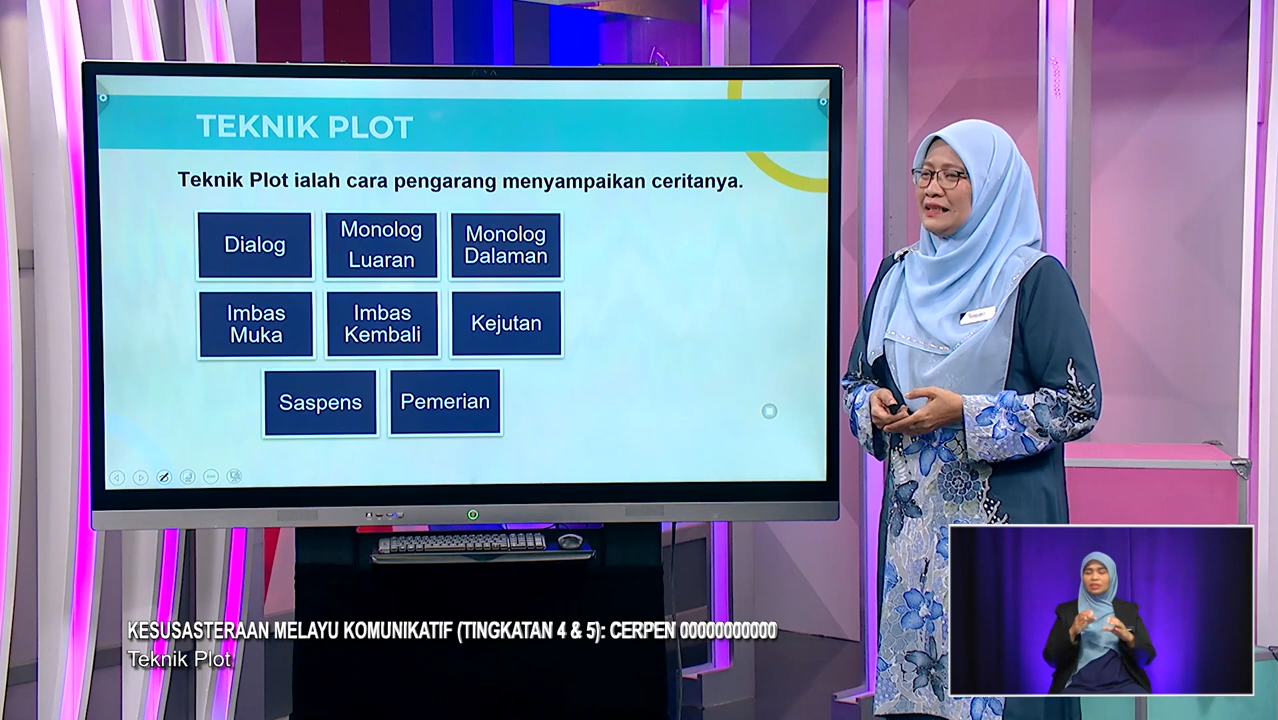 TEKNIK PLOT
Teknik Plot ialah cara pengarang menyampaikan ceritanya.
Dialog
Monolog
Luaran
Monolog
Dalaman
Imbas
Muka
Imbas
Kembali
Kejutan
Saspens
Pemerian
KESUSASTERAAN MELAYU KOMUNIKATIF (TINGKATAN 4 & 5): CERPEN 00000000000
Teknik Plot